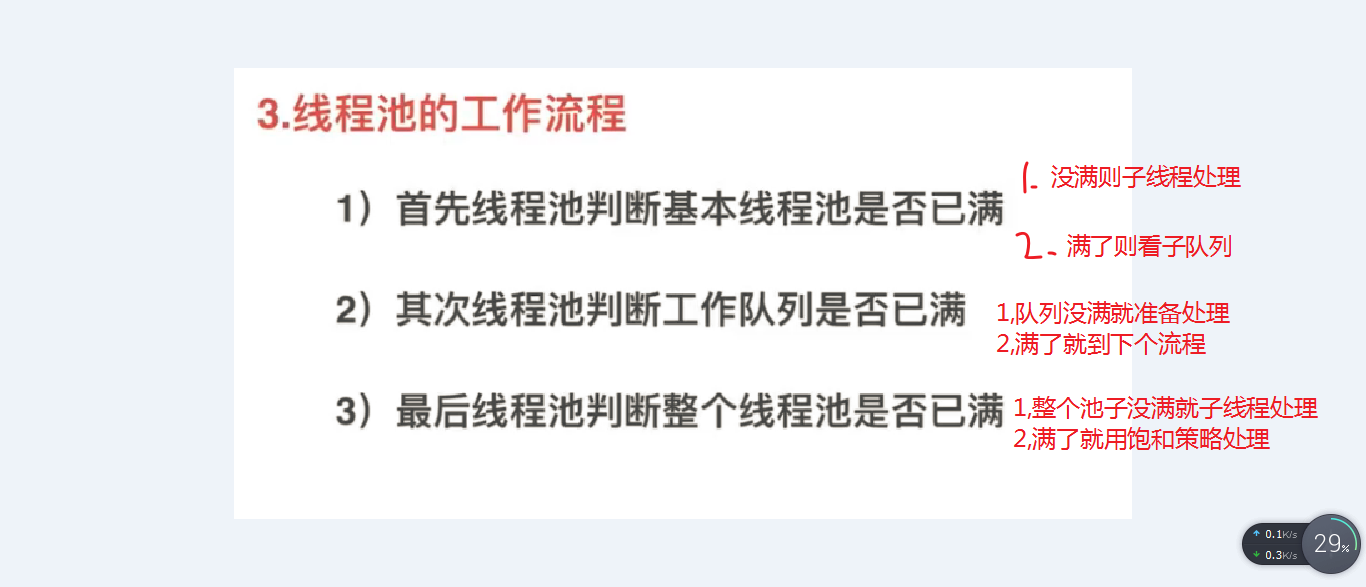 3.线程池的工作流程
1）首先线程池判断基本线程池是否已满
1. 没满则子线程处理
2. 满了则看子队列
2）其次线程池判断工作队列是否已满
1,队列没满就准备处理
2,满了就到下个流程
3）最后线程池判断整个线程池是否已满
1,整个池子没满就子线程处理
2,满了就用饱和策略处理
0.1K/s
0.3K/s
29%